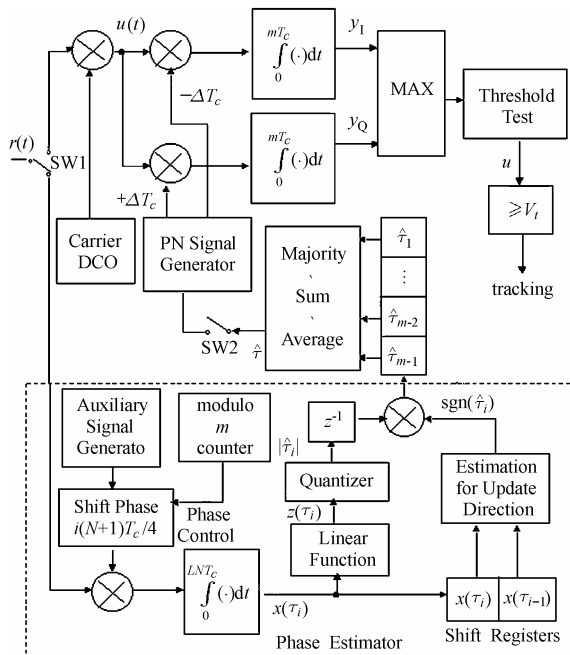 u(t)
mT_c
∫(·)dt
0
y_I
−ΔT_c
MAX
Threshold
Test
r(t)
SW1
mT_c
∫(·)dt
0
y_Q
+ΔT_c
u
≥V_t
tracking
Carrier
DCO
PN Signal
Generator
Majority
、
Sum
、
Average
τ̂_1
⋮
τ̂_{m-2}
τ̂_{m-1}
SW2
τ̂
Auxiliary
Signal
Generato
modulo
m
counter
z^{-1}
sgn(τ̂_i)
|τ̂_i|
Quantizer
Estimation
for Update
Direction
Shift Phase
i(N+1)T_c/4
Phase
Control
z(τ_i)
Linear
Function
LNT_c
∫(·)dt
0
x(τ_i)
x(τ_i)
x(τ_{i−1})
Phase Estimator
Shift Registers